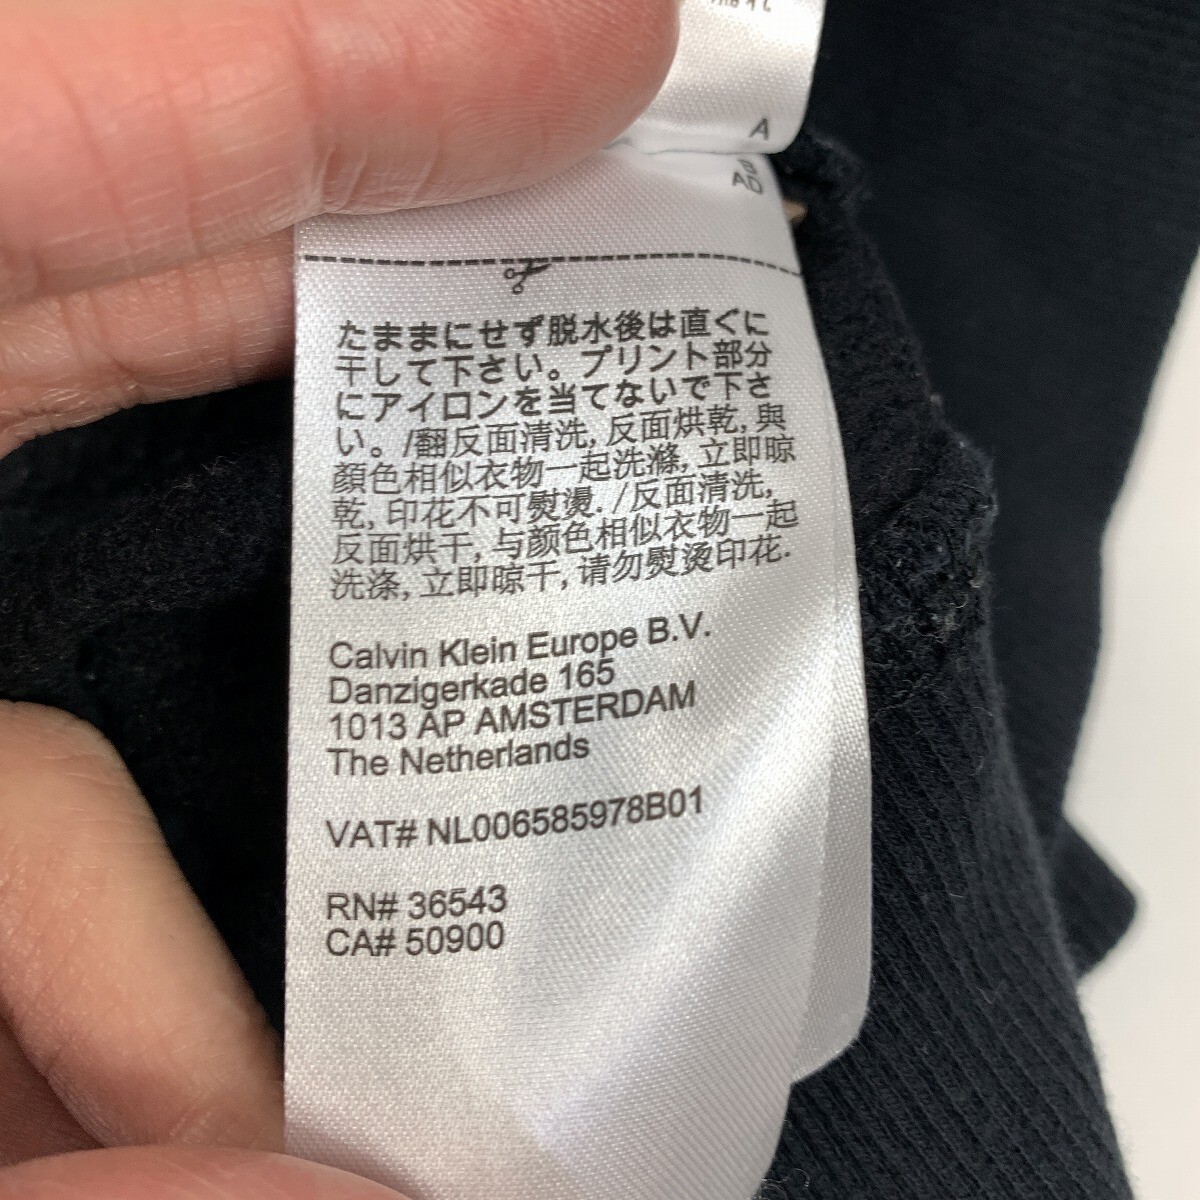 A
たままにせず脱水後は直ぐに
干して下さい。プリント部分
にアイロンを当てないで下さ
い。/翻反面清洗, 反面烘乾, 與
顏色相似衣物一起洗滌, 立即晾
乾, 印花不可熨燙. /反面清洗,
反面烘干, 与颜色相似衣物一起
洗涤, 立即晾干, 请勿熨烫印花.
Calvin Klein Europe B.V.
Danzigerkade 165
1013 AP AMSTERDAM
The Netherlands
VAT# NL006585978B01
RN# 36543
CA# 50900